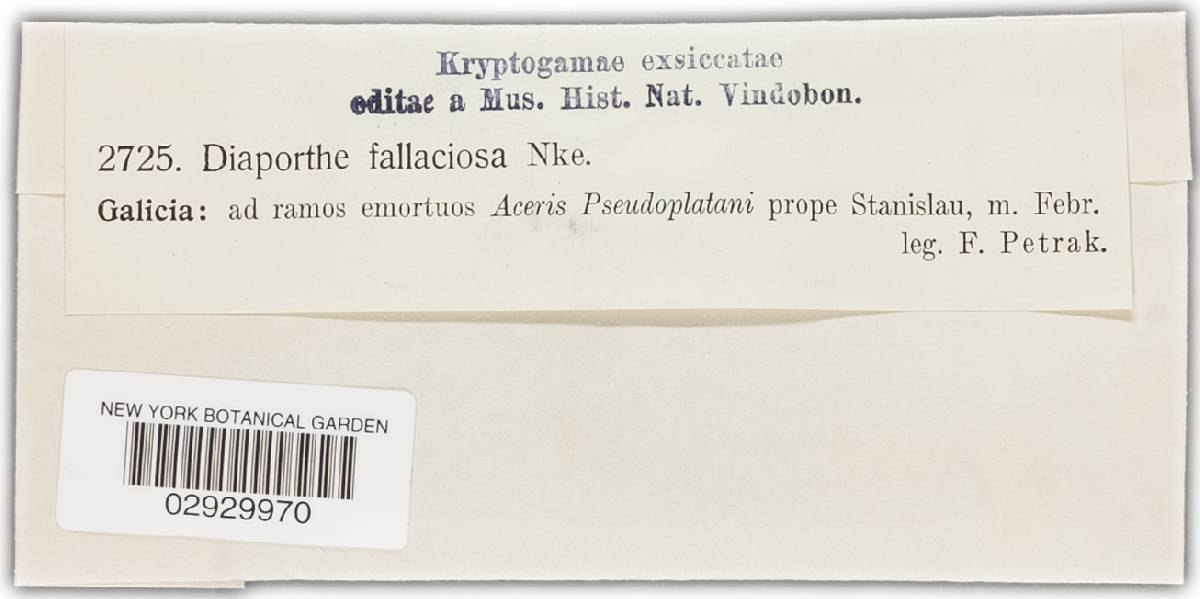 Kryptogamae exsiccatae
editae a Mus. Hist. Nat. Vindobon.
2725. Diaporthe fallaciosa Nke.
Galicia: ad ramos emortuos Aceris Pseudoplatani prope Stanislau, m. Febr.
leg. F. Petrak.
NEW YORK BOTANICAL GARDEN
02929970